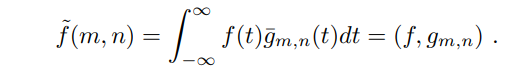 f̃(m, n) = ∫_{-∞}^{∞} f(t)ḡ_{m,n}(t)dt = (f, g_{m,n}) .